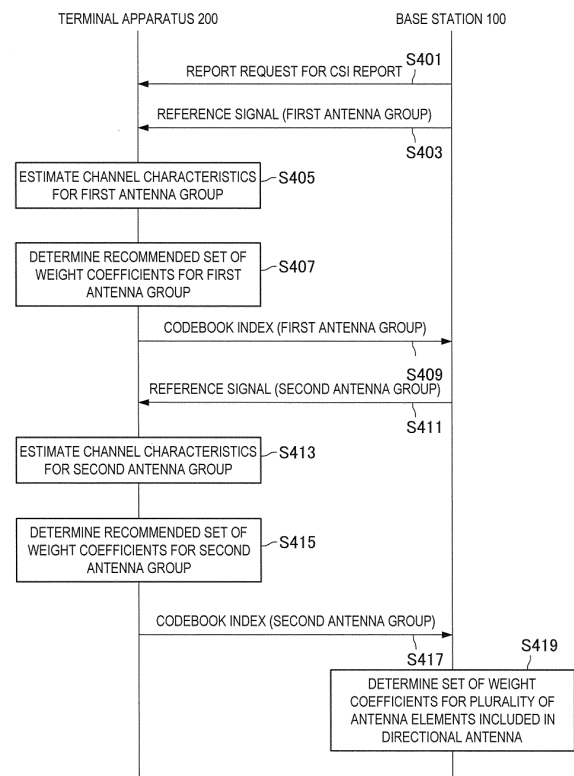 TERMINAL APPARATUS 200
BASE STATION 100
S401
REPORT REQUEST FOR CSI REPORT
REFERENCE SIGNAL (FIRST ANTENNA GROUP)
S403
ESTIMATE CHANNEL CHARACTERISTICS
FOR FIRST ANTENNA GROUP
S405
DETERMINE RECOMMENDED SET OF
WEIGHT COEFFICIENTS FOR FIRST
ANTENNA GROUP
S407
CODEBOOK INDEX (FIRST ANTENNA GROUP)
S409
REFERENCE SIGNAL (SECOND ANTENNA GROUP)
S411
ESTIMATE CHANNEL CHARACTERISTICS
FOR SECOND ANTENNA GROUP
S413
DETERMINE RECOMMENDED SET OF
WEIGHT COEFFICIENTS FOR SECOND
ANTENNA GROUP
S415
CODEBOOK INDEX (SECOND ANTENNA GROUP)
S417
S419
DETERMINE SET OF WEIGHT
COEFFICIENTS FOR PLURALITY OF
ANTENNA ELEMENTS INCLUDED IN
DIRECTIONAL ANTENNA